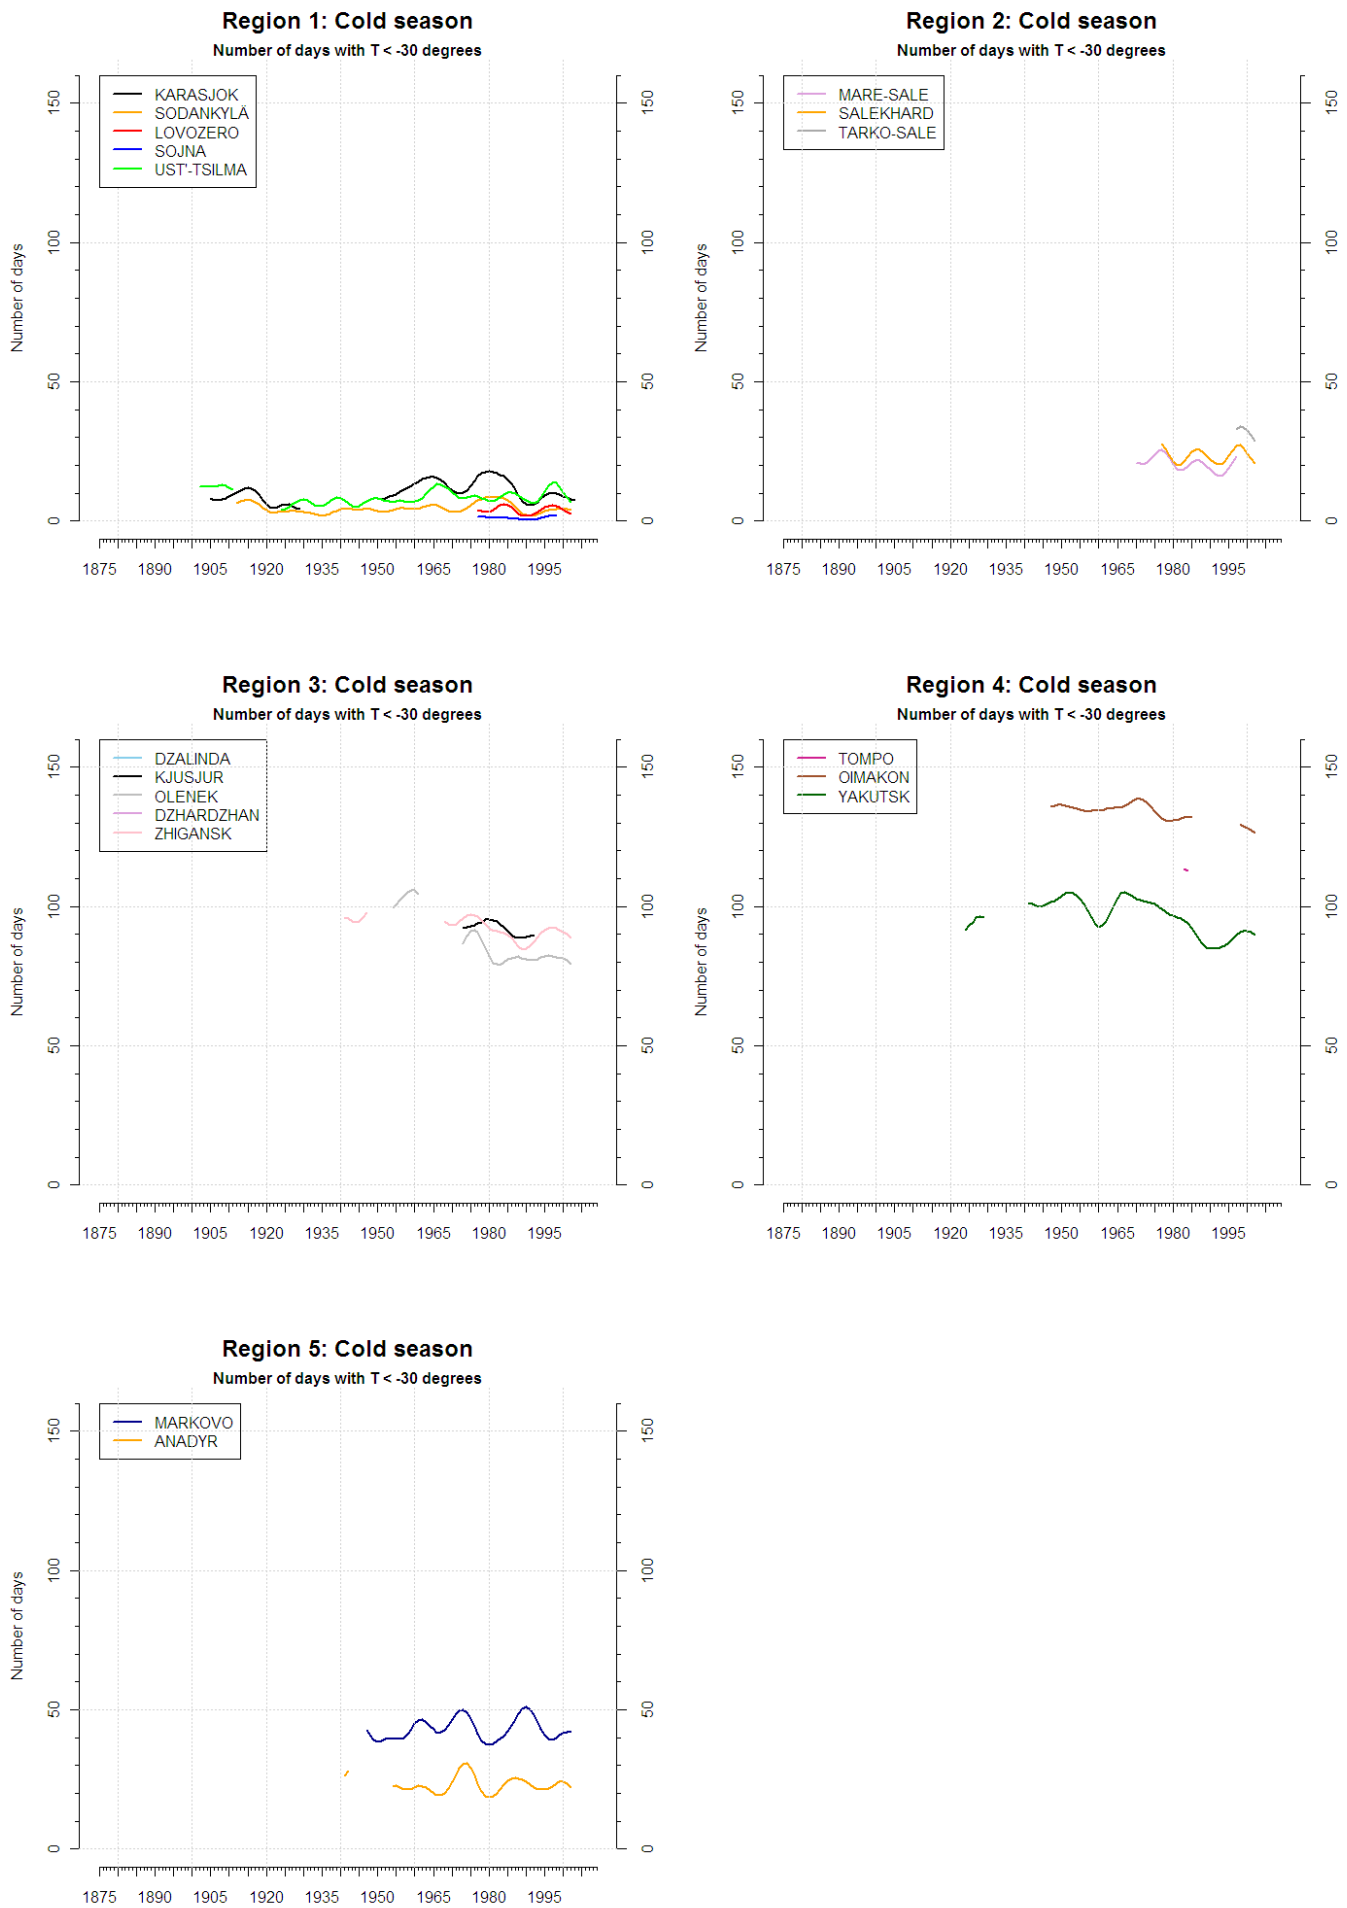 Region 1: Cold season
Number of days with T < -30 degrees
KARASJOK
SODANKYLÄ
LOVOZERO
SOJNA
UST'-TSILMA
Number of days
0 50 100 150
0 50 100 150
1875 1890 1905 1920 1935 1950 1965 1980 1995
Region 2: Cold season
Number of days with T < -30 degrees
MARE-SALE
SALEKHARD
TARKO-SALE
Number of days
0 50 100 150
0 50 100 150
1875 1890 1905 1920 1935 1950 1965 1980 1995
Region 3: Cold season
Number of days with T < -30 degrees
DZALINDA
KJUSJUR
OLENEK
DZHARDZHAN
ZHIGANSK
Number of days
0 50 100 150
0 50 100 150
1875 1890 1905 1920 1935 1950 1965 1980 1995
Region 4: Cold season
Number of days with T < -30 degrees
TOMPO
OIMAKON
YAKUTSK
Number of days
0 50 100 150
0 50 100 150
1875 1890 1905 1920 1935 1950 1965 1980 1995
Region 5: Cold season
Number of days with T < -30 degrees
MARKOVO
ANADYR
Number of days
0 50 100 150
0 50 100 150
1875 1890 1905 1920 1935 1950 1965 1980 1995